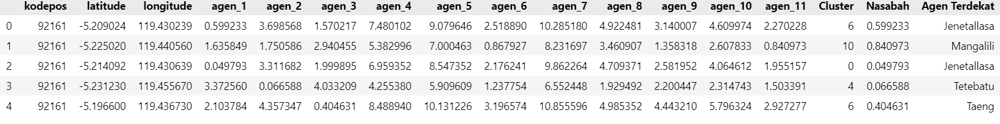 kodepos latitude longitude agen_1 agen_2 agen_3 agen_4 agen_5 agen_6 agen_7 agen_8 agen_9 agen_10 agen_11 Cluster Nasabah Agen Terdekat
0 92161 -5.209024 119.430239 0.599233 3.698568 1.570217 7.480102 9.079646 2.518890 10.285180 4.922481 3.140007 4.609974 2.270228 6 0.599233 Jenetallasa
1 92161 -5.225020 119.440560 1.635849 1.750586 2.940455 5.382996 7.000463 0.867927 8.231697 3.460907 1.358318 2.607833 0.840973 10 0.840973 Mangalili
2 92161 -5.214092 119.430639 0.049793 3.311682 1.999895 6.959352 8.547352 2.176241 9.862264 4.709371 2.581952 4.064612 1.955157 0 0.049793 Jenetallasa
3 92161 -5.231230 119.455670 3.372560 0.066588 4.033209 4.255380 5.909609 1.237754 6.552448 1.929492 2.200447 2.314743 1.503391 4 0.066588 Tetebatu
4 92161 -5.196600 119.436730 2.103784 4.357347 0.404631 8.488940 10.131226 3.196574 10.855596 4.985352 4.443210 5.796324 2.927277 6 0.404631 Taeng